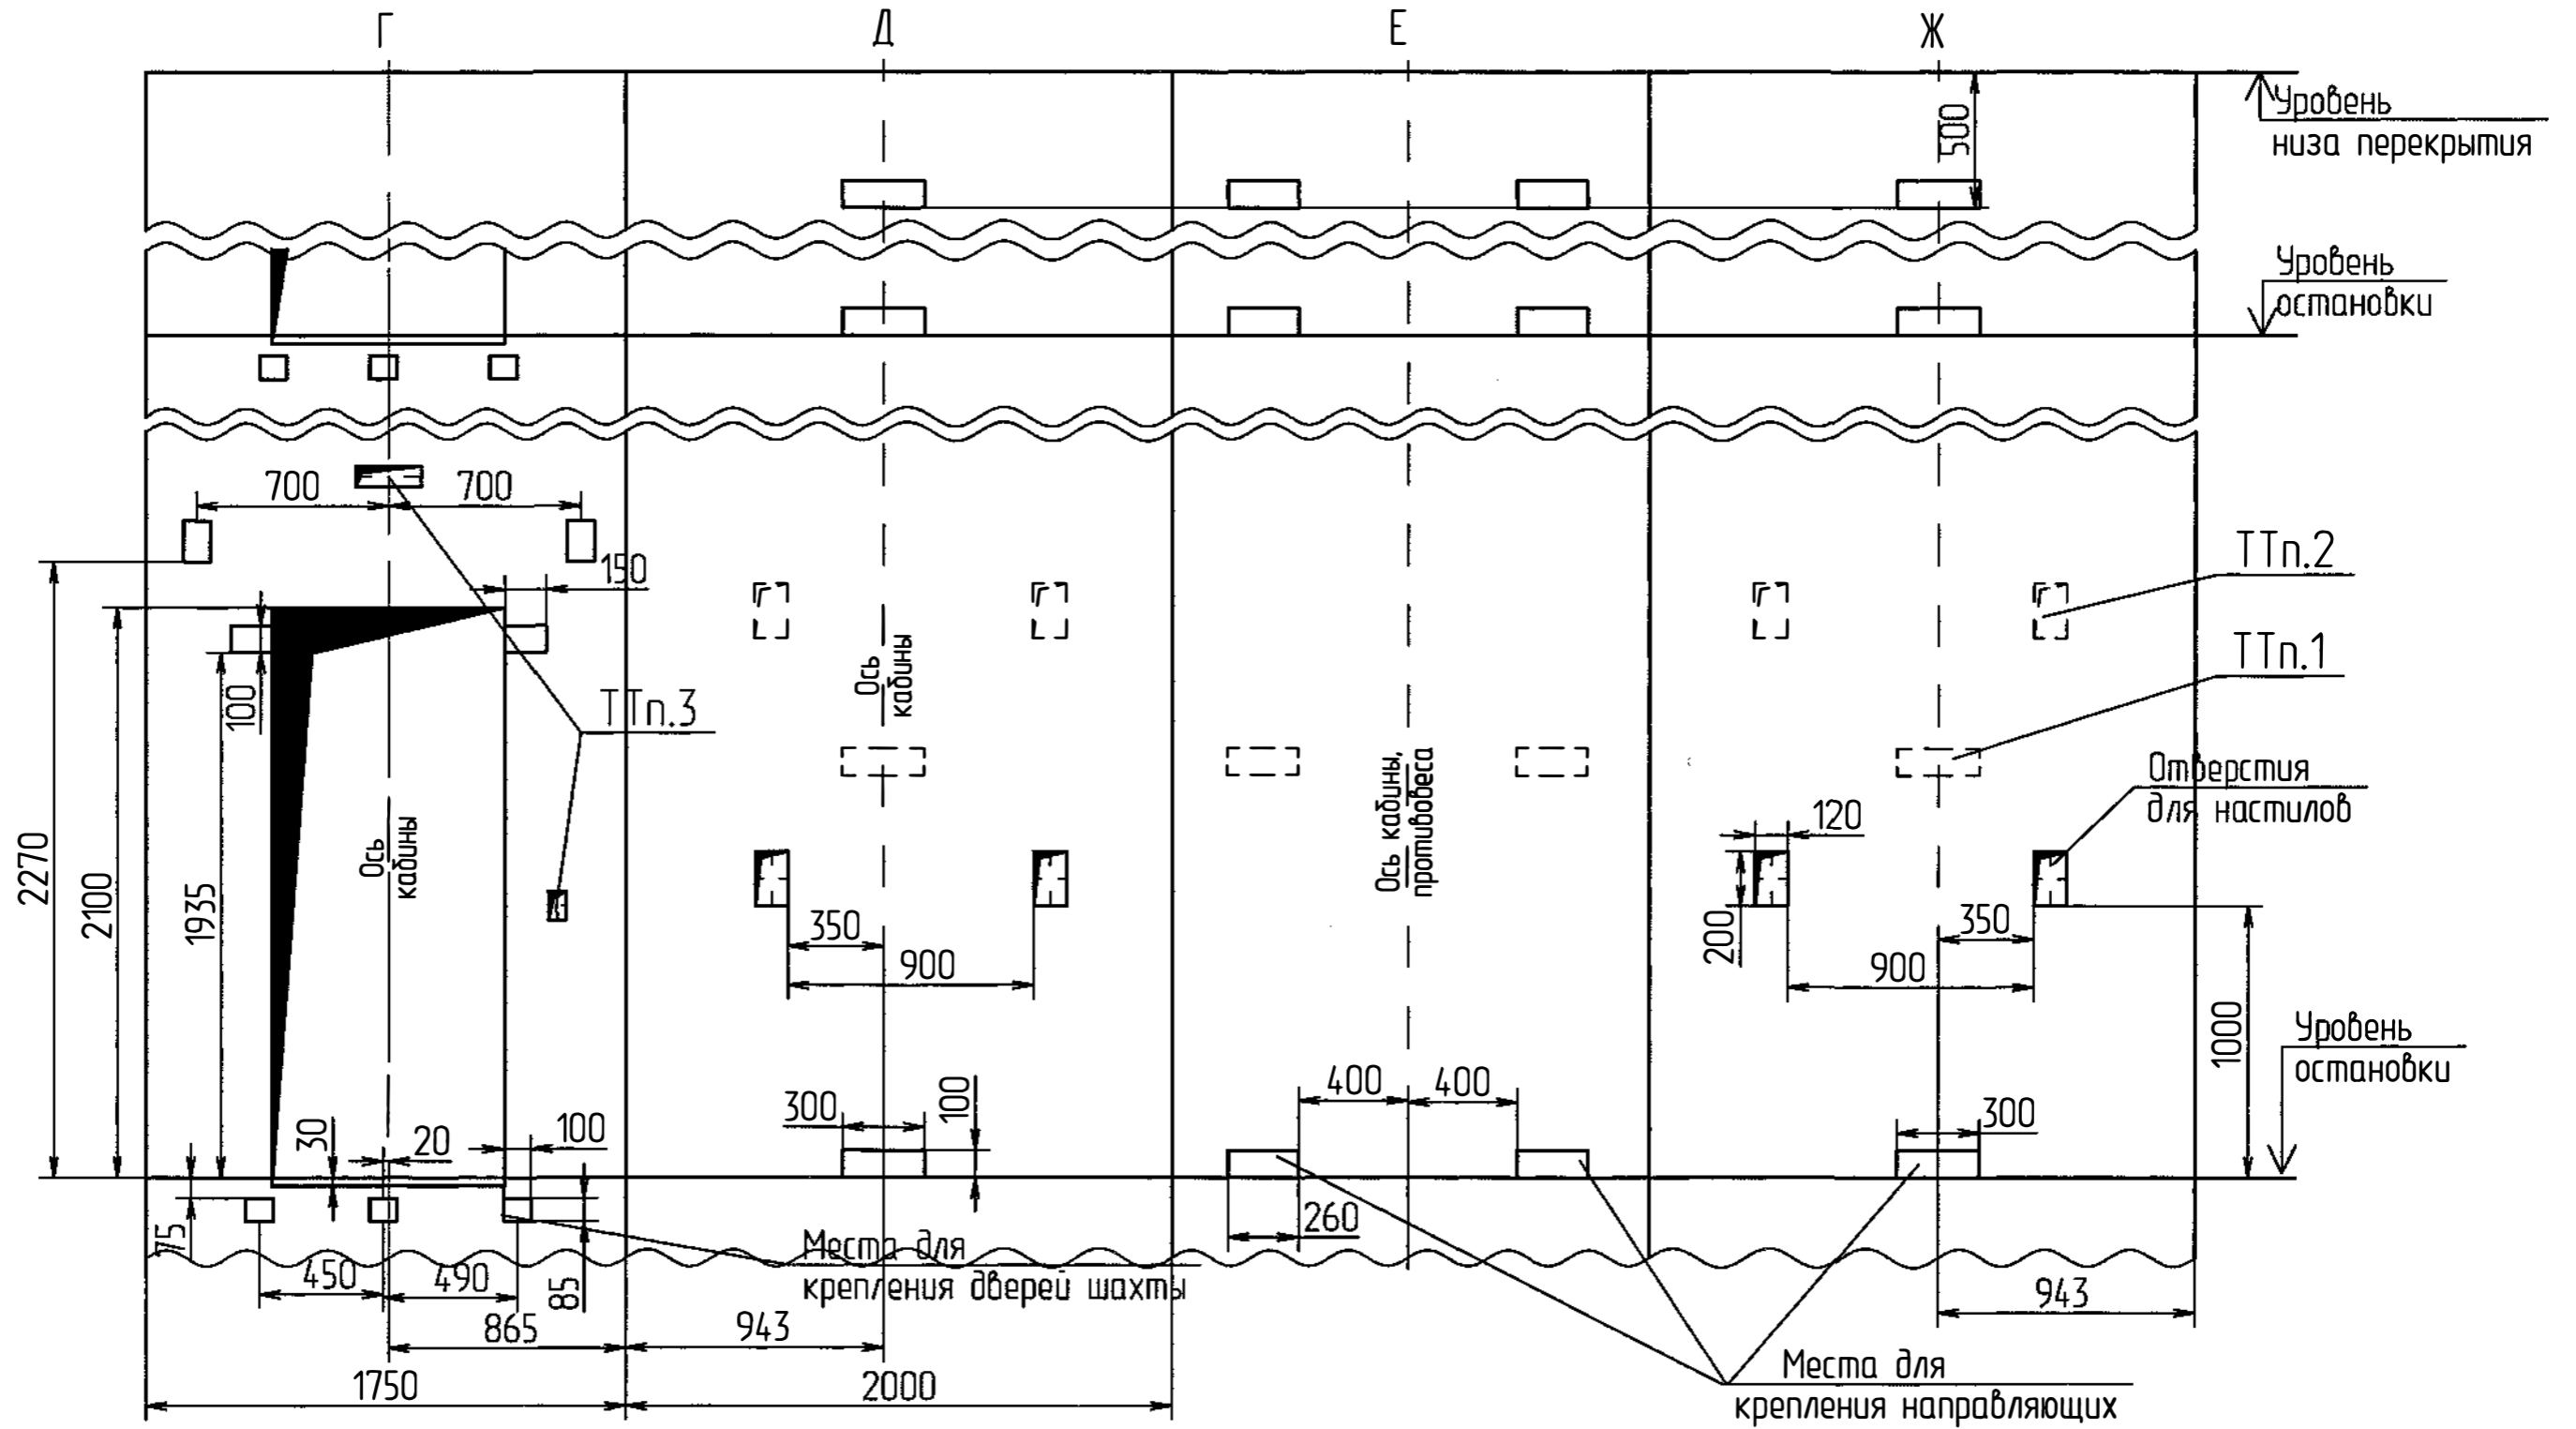 Г
Д
Е
Ж
500
Уровень
низа перекрытия
Уровень
остановки
700
700
150
ТТп.2
ТТп.1
100
ТТп.3
Ось
кабины
Ось
кабины
Ось кабины,
противовеса
Отверстия
для настилов
120
200
2270
2100
1935
350
900
350
900
1000
Уровень
остановки
30
20
100
300
100
400
400
300
75
260
Места для
крепления дверей шахты
450
490
85
865
943
943
1750
2000
Места для
крепления направляющих